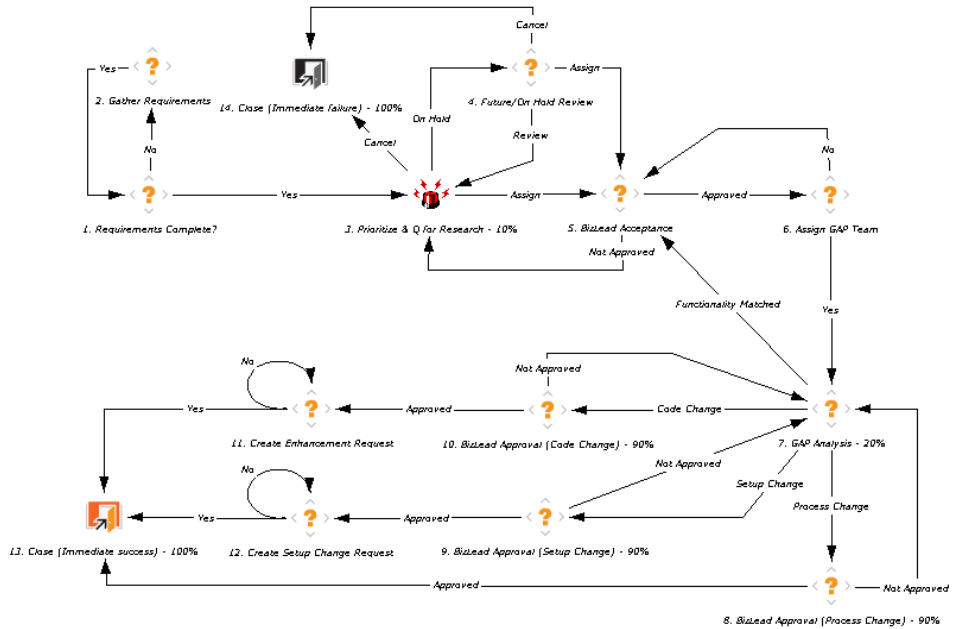 Cancel
Yes
?
?
Assign
2. Gather Requirements
14. Close (Immediate failure) - 100%
4. Future/On Hold Review
On Hold
No
Cancel
Review
No
?
Yes
Assign
?
Approved
?
1. Requirements Complete?
3. Prioritize & Q for Research - 10%
5. BizLead Acceptance
6. Assign GAP Team
Not Approved
Functionality Matched
Yes
No
Not Approved
Yes
?
Approved
?
Code Change
?
11. Create Enhancement Request
10. BizLead Approval (Code Change) - 90%
7. GAP Analysis - 20%
No
Not Approved
Setup Change
Process Change
Yes
?
Approved
?
13. Close (Immediate success) - 100%
12. Create Setup Change Request
9. BizLead Approval (Setup Change) - 90%
Approved
?
Not Approved
8. BizLead Approval (Process Change) - 90%